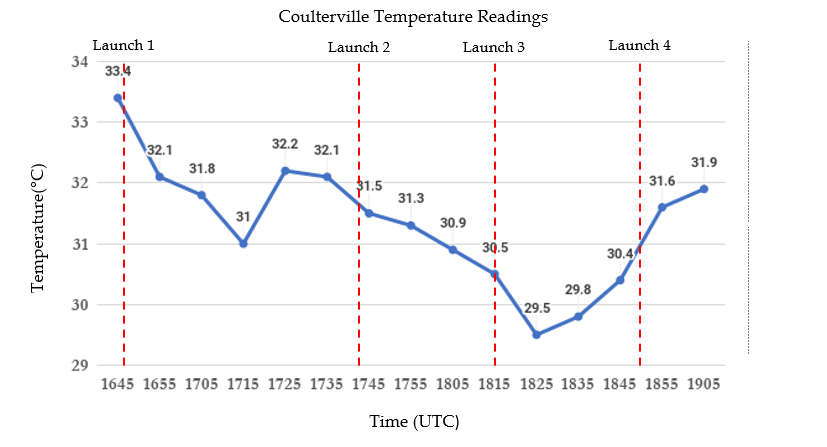 Coulterville Temperature Readings
Launch 1
Launch 2
Launch 3
Launch 4
34
33
32
31
30
29
Temperature(°C)
33.4
32.1
31.8
31
32.2
32.1
31.5
31.3
30.9
30.5
29.5
29.8
30.4
31.6
31.9
1645 1655 1705 1715 1725 1735 1745 1755 1805 1815 1825 1835 1845 1855 1905
Time (UTC)